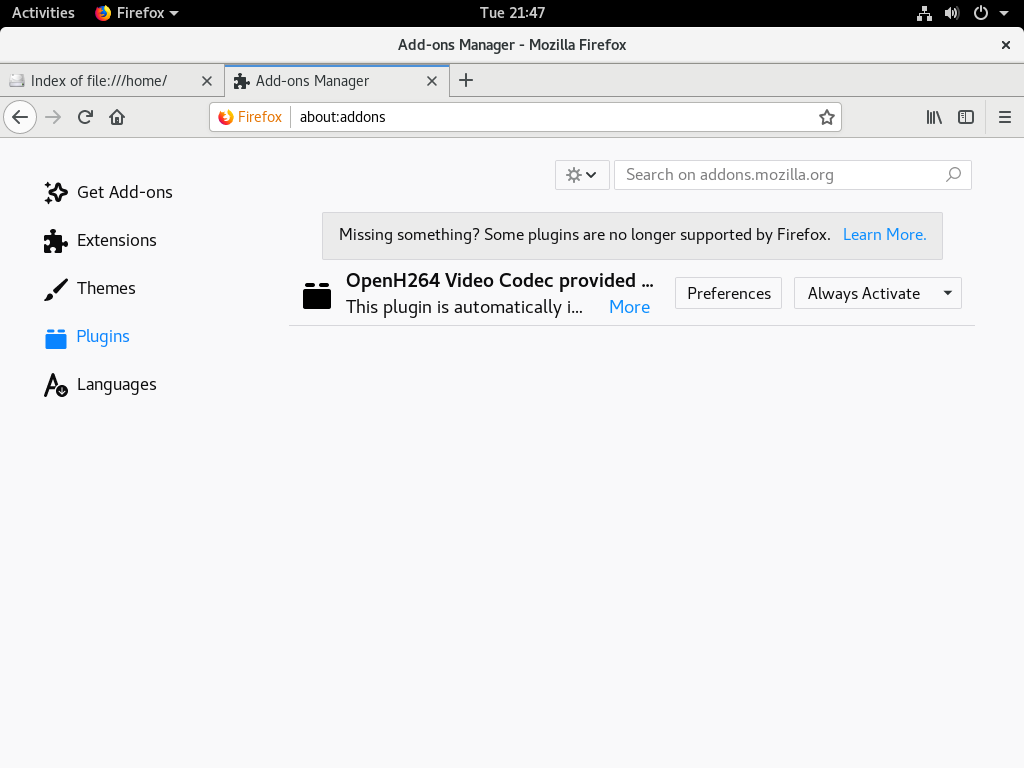 Activities Firefox Tue 21:47
Add-ons Manager - Mozilla Firefox
Index of file:///home/ Add-ons Manager
Firefox about:addons
Search on addons.mozilla.org
Get Add-ons
Extensions
Themes
Plugins
Languages
Missing something? Some plugins are no longer supported by Firefox. Learn More.
OpenH264 Video Codec provided ...
This plugin is automatically i... More
Preferences
Always Activate